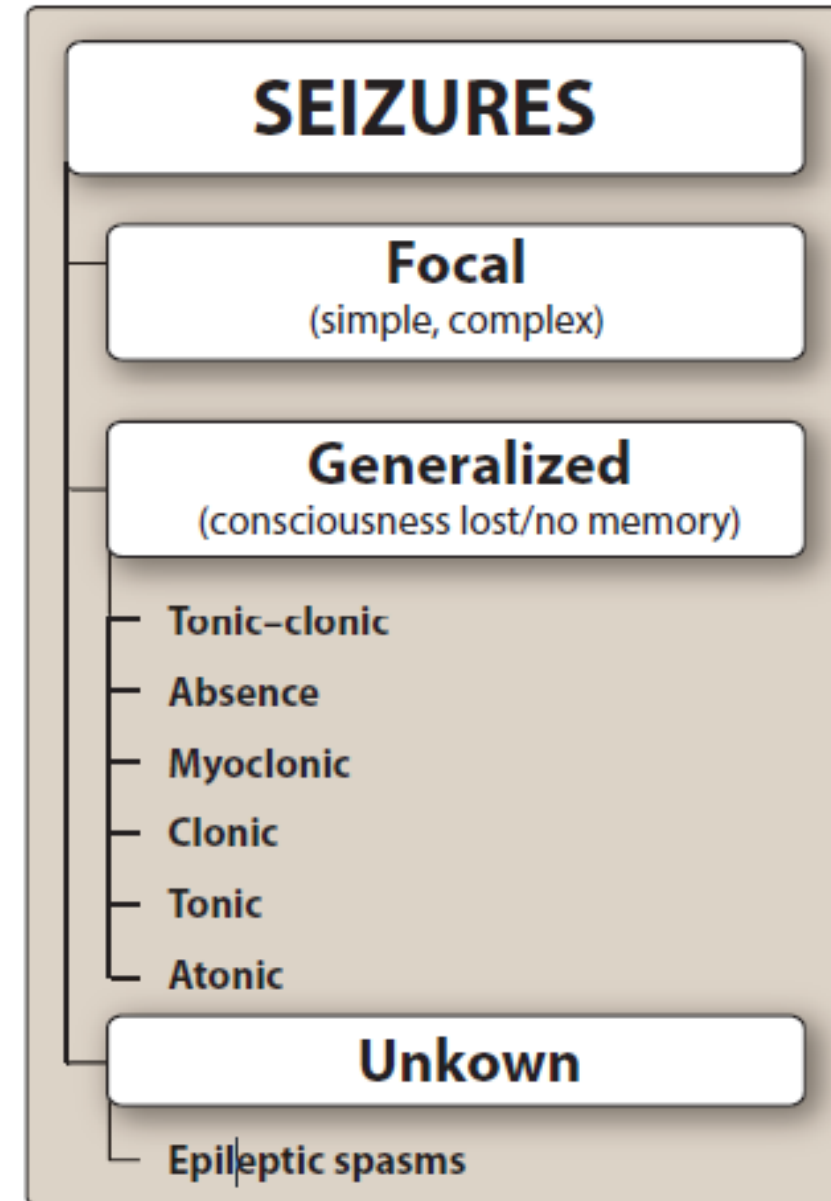 SEIZURES
Focal
(simple, complex)
Generalized
(consciousness lost/no memory)
Tonic–clonic
Absence
Myoclonic
Clonic
Tonic
Atonic
Unkown
Epileptic spasms